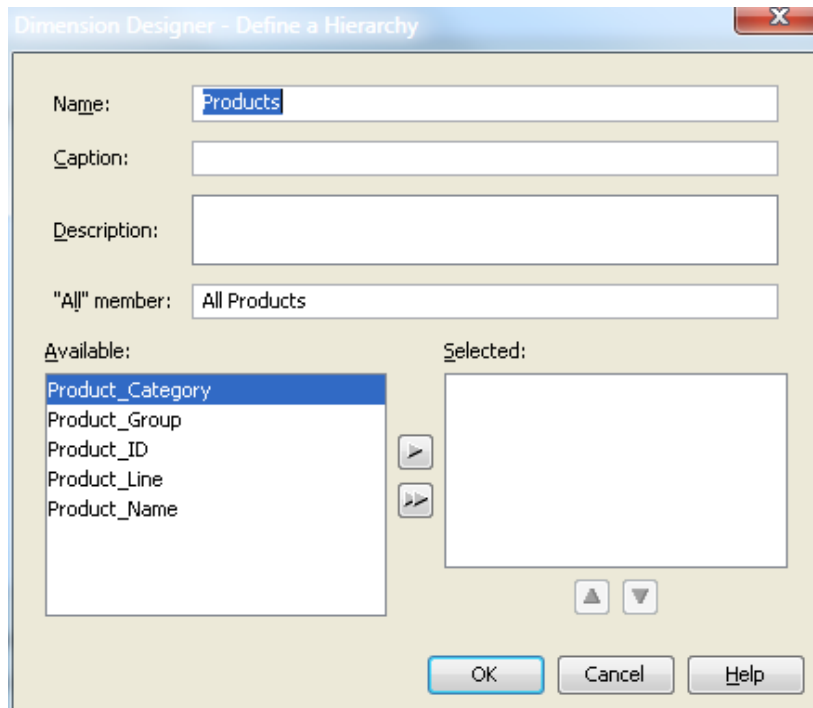 Dimension Designer - Define a Hierarchy
Name: Products
Caption:
Description:
"All" member: All Products
Available: Selected:
Product_Category
Product_Group
Product_ID
Product_Line
Product_Name
OK Cancel Help